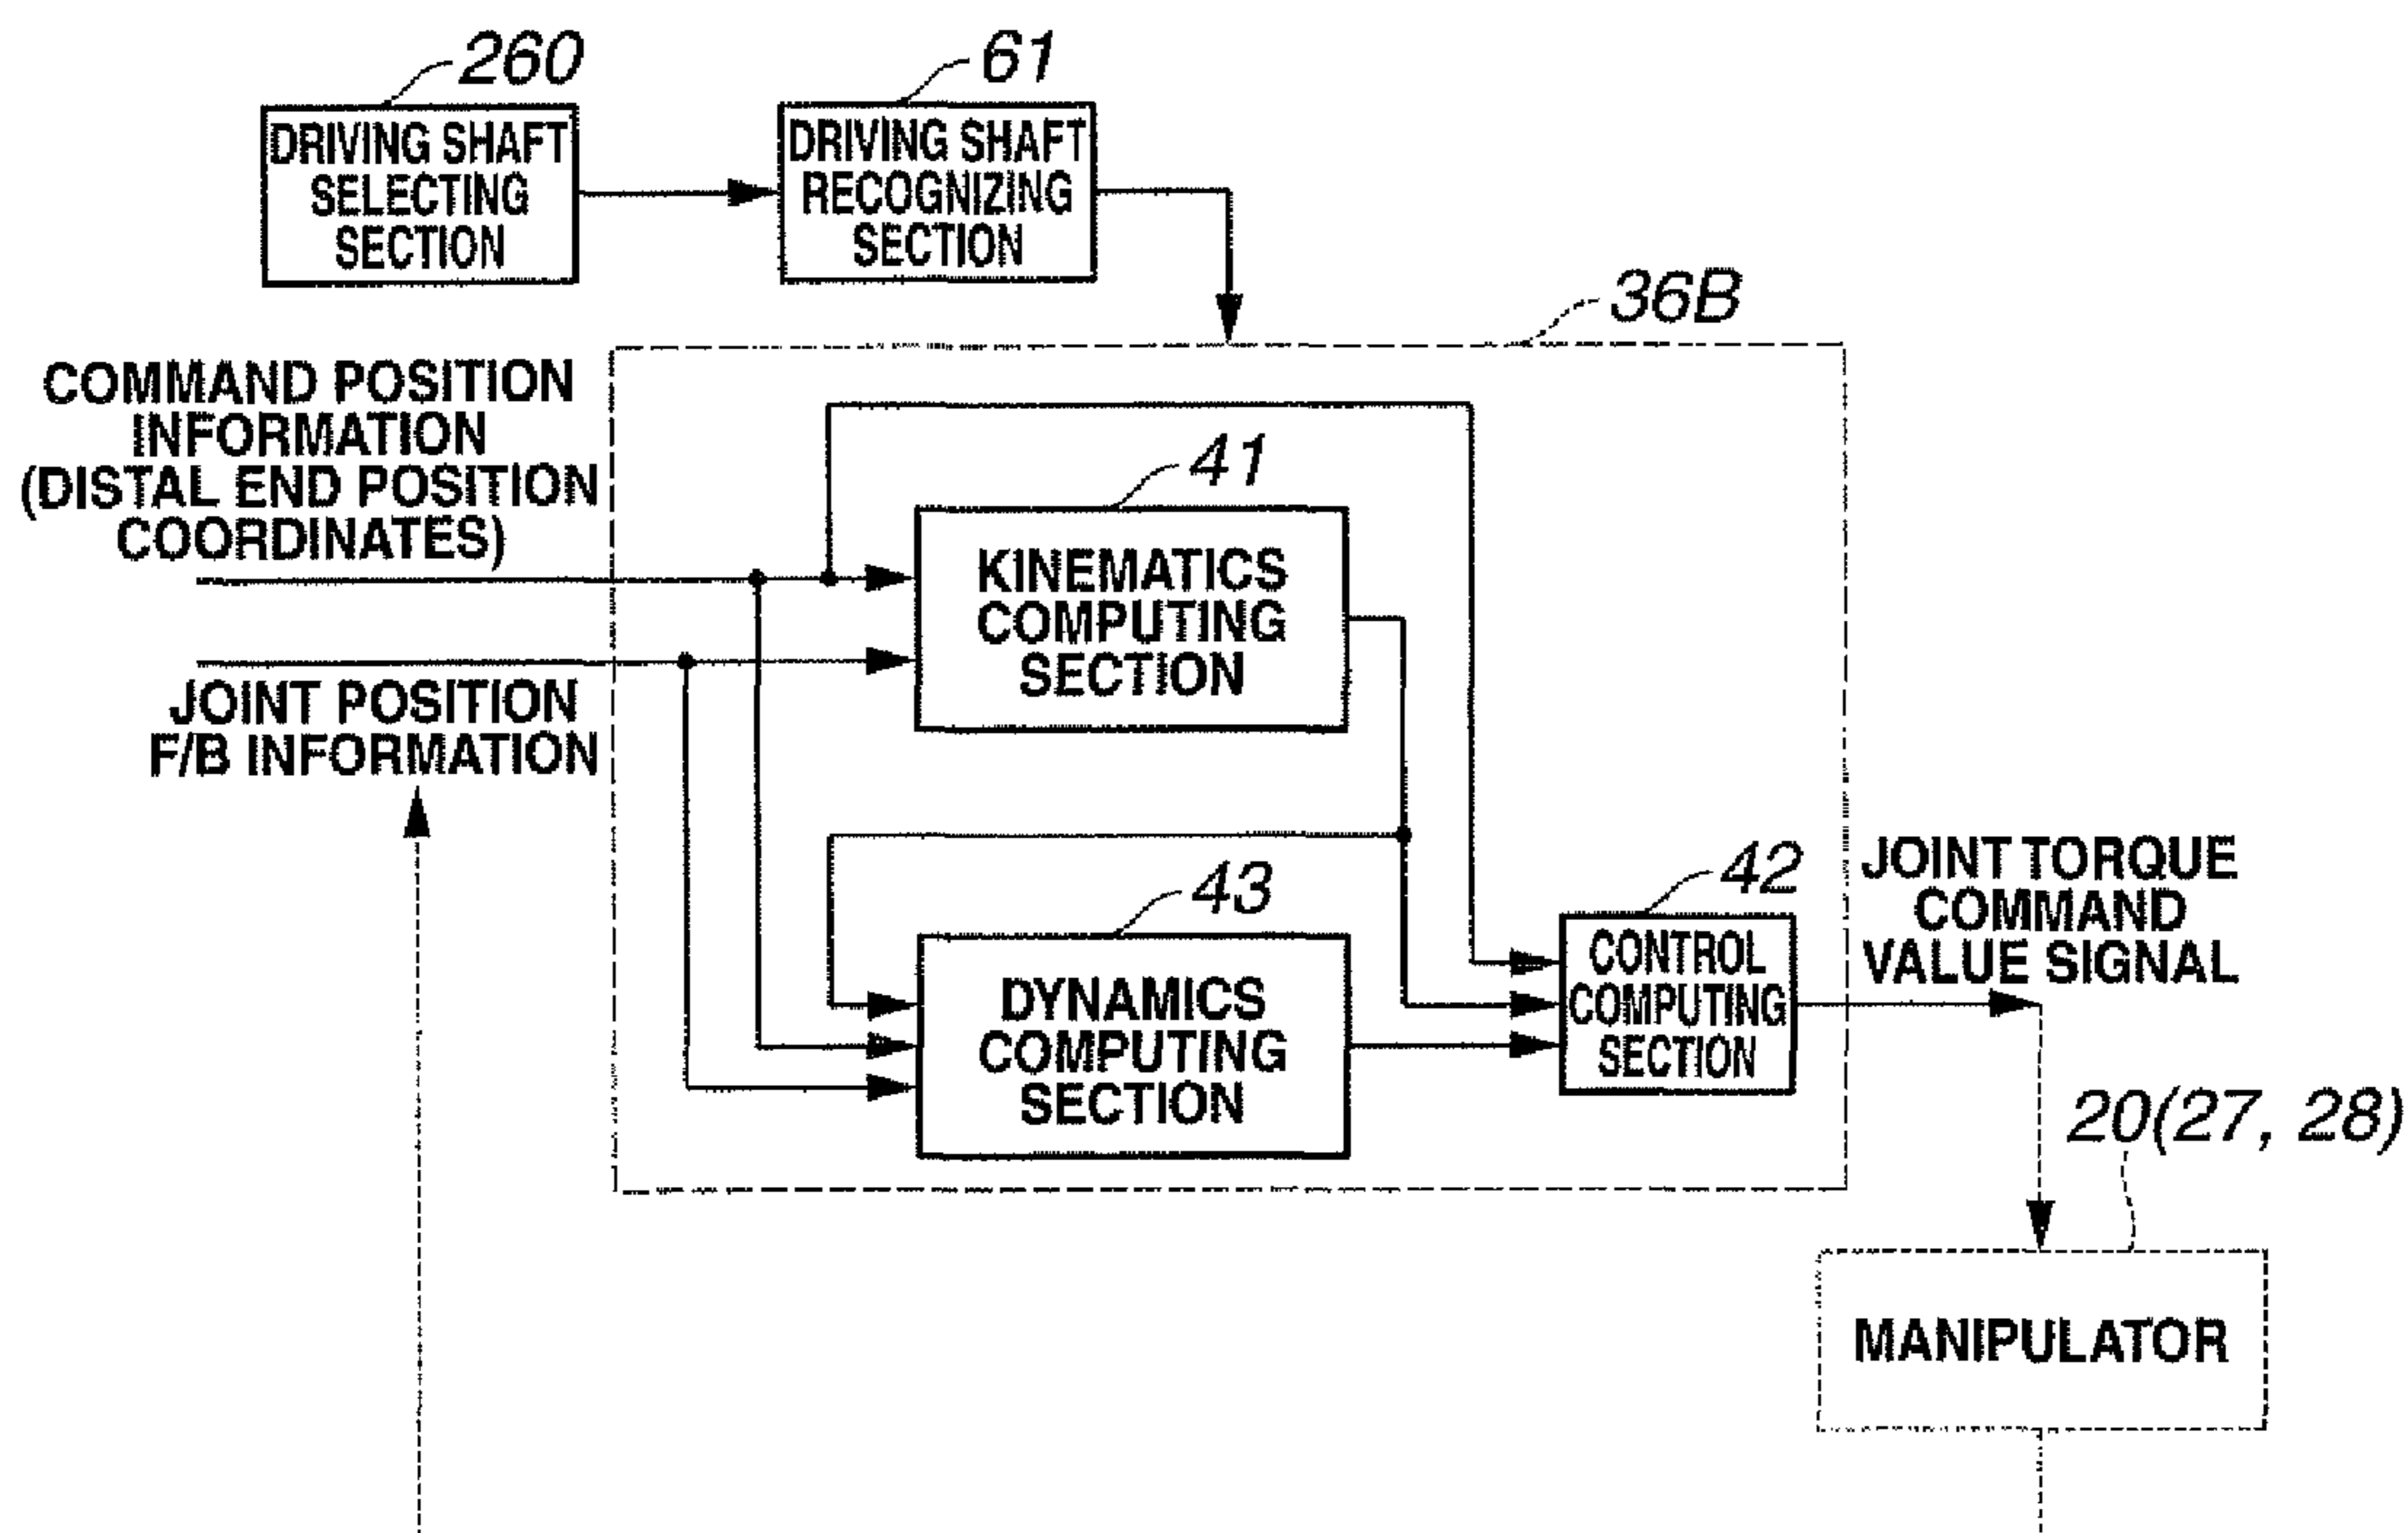 260
61
DRIVING SHAFT
SELECTING
SECTION
DRIVING SHAFT
RECOGNIZING
SECTION
36B
COMMAND POSITION
INFORMATION
(DISTAL END POSITION
COORDINATES)
41
KINEMATICS
COMPUTING
SECTION
JOINT POSITION
F/B INFORMATION
43
DYNAMICS
COMPUTING
SECTION
42
CONTROL
COMPUTING
SECTION
JOINT TORQUE
COMMAND
VALUE SIGNAL
20(27, 28)
MANIPULATOR